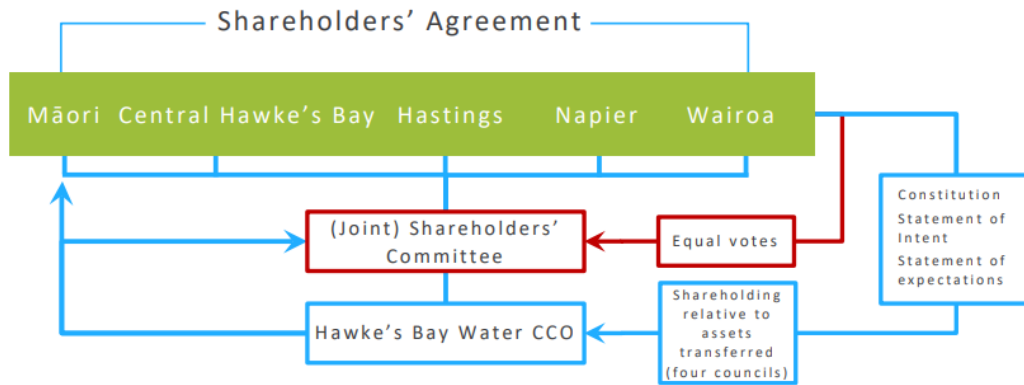 Shareholders’ Agreement
Māori Central Hawke’s Bay Hastings Napier Wairoa
(Joint) Shareholders’
Committee
Equal votes
Constitution
Statement of
Intent
Statement of
expectations
Hawke’s Bay Water CCO
Shareholding
relative to
assets
transferred
(four councils)